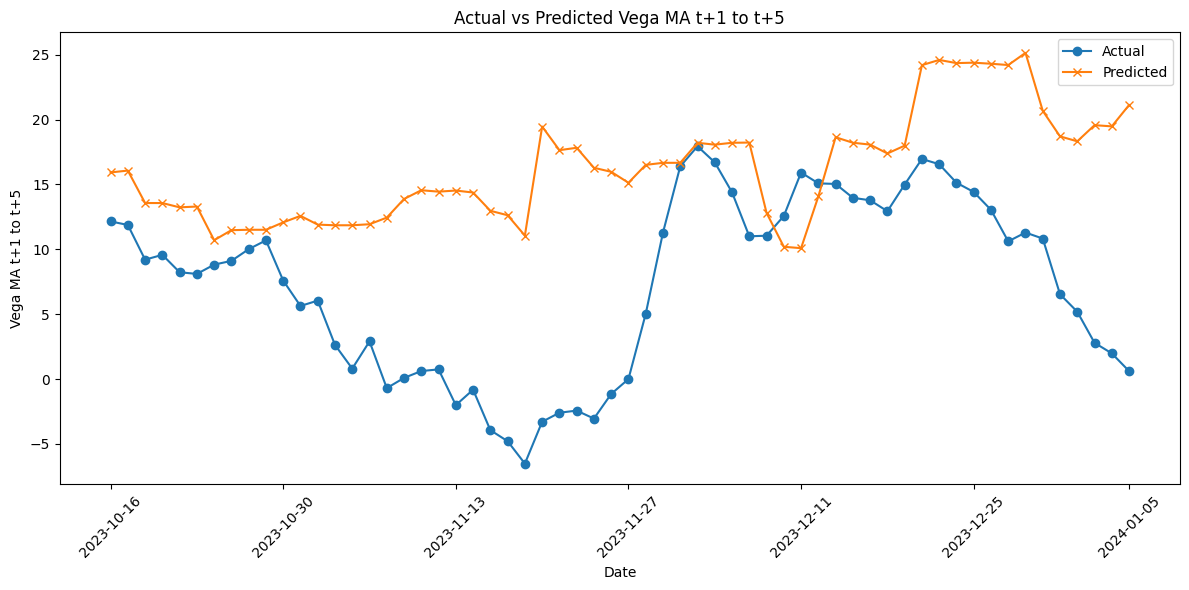 Actual vs Predicted Vega MA t+1 to t+5
Actual
Predicted
Vega MA t+1 to t+5
25
20
15
10
5
0
−5
2023-10-16
2023-10-30
2023-11-13
2023-11-27
2023-12-11
2023-12-25
2024-01-05
Date